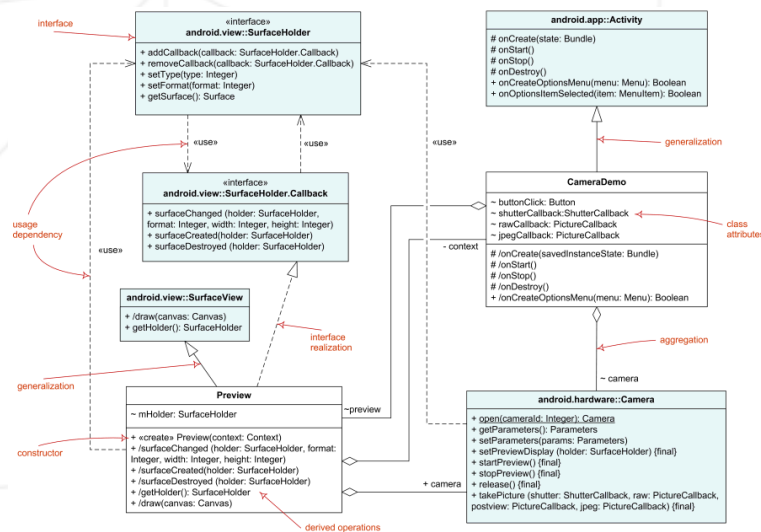 interface
«interface»
android.view::SurfaceHolder
+ addCallback(callback: SurfaceHolder.Callback)
+ removeCallback(callback: SurfaceHolder.Callback)
+ setType(type: Integer)
+ setFormat(format: Integer)
+ getSurface(): Surface
android.app::Activity
# onCreate(state: Bundle)
# onStart()
# onStop()
# onDestroy()
+ onCreateOptionsMenu(menu: Menu): Boolean
+ onOptionsItemSelected(item: MenuItem): Boolean
«use»
«use»
«use»
generalization
«interface»
android.view::SurfaceHolder.Callback
+ surfaceChanged (holder: SurfaceHolder,
format: Integer, width: Integer, height: Integer)
+ surfaceCreated(holder: SurfaceHolder)
+ surfaceDestroyed (holder: SurfaceHolder)
CameraDemo
~ buttonClick: Button
~ shutterCallback:ShutterCallback
~ rawCallback: PictureCallback
~ jpegCallback: PictureCallback
# /onCreate(savedInstanceState: Bundle)
# /onStart()
# /onStop()
# /onDestroy()
+ /onCreateOptionsMenu(menu: Menu): Boolean
class
attributes
usage
dependency
«use»
- context
android.view::SurfaceView
+ /draw(canvas: Canvas)
+ getHolder(): SurfaceHolder
interface
realization
aggregation
generalization
~ camera
Preview
~ mHolder: SurfaceHolder
+ «create» Preview(context: Context)
+ /surfaceChanged (holder: SurfaceHolder, format:
Integer, width: Integer, height: Integer)
+ /surfaceCreated(holder: SurfaceHolder)
+ /surfaceDestroyed (holder: SurfaceHolder)
+ /getHolder(): SurfaceHolder
+ /draw(canvas: Canvas)
~preview
constructor
+ camera
android.hardware::Camera
+ open(cameraId: Integer): Camera
+ getParameters(): Parameters
+ setParameters(params: Parameters)
+ setPreviewDisplay (holder: SurfaceHolder) {final}
+ startPreview() {final}
+ stopPreview() {final}
+ release() {final}
+ takePicture (shutter: ShutterCallback, raw: PictureCallback,
postview: PictureCallback, jpeg: PictureCallback) {final}
derived operations